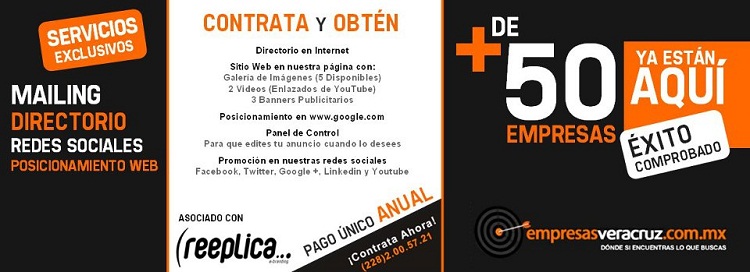 SERVICIOS
EXCLUSIVOS
MAILING
DIRECTORIO
REDES SOCIALES
POSICIONAMIENTO WEB
CONTRATA Y OBTÉN
Directorio en Internet
Sitio Web en nuestra página con:
Galería de Imágenes (5 Disponibles)
2 Videos (Enlazados de YouTube)
3 Banners Publicitarios
Posicionamiento en www.google.com
Panel de Control
Para que edites tu anuncio cuando lo desees
Promoción en nuestras redes sociales
Facebook, Twitter, Google +, Linkedin y Youtube
ASOCIADO CON
(reeplica...
e-branding
PAGO ÚNICO ANUAL
¡Contrata Ahora!
(228)2.00.57.21
+ DE
50
EMPRESAS
YA ESTÁN
AQUÍ
ÉXITO
COMPROBADO
empresasveracruz.com.mx
DÓNDE SI ENCUENTRAS LO QUE BUSCAS